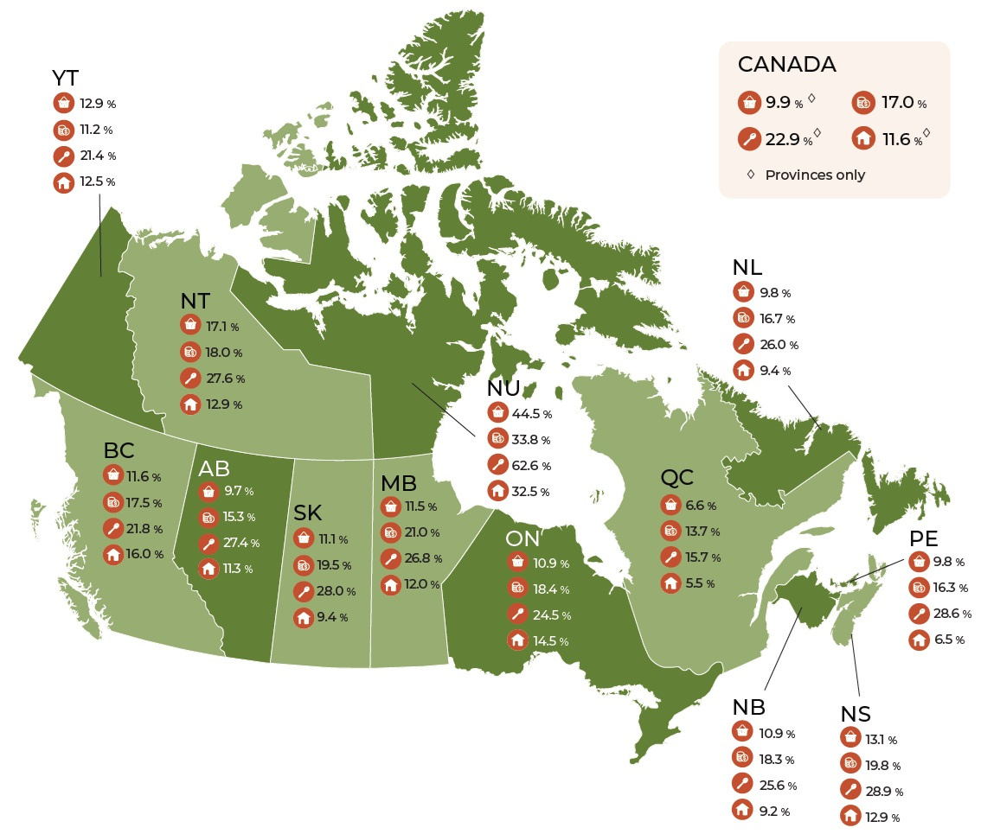 CANADA
9.9 % ◊
17.0 %
22.9 % ◊
11.6 % ◊
◊ Provinces only
YT
12.9 %
11.2 %
21.4 %
12.5 %
NT
17.1 %
18.0 %
27.6 %
12.9 %
NU
44.5 %
33.8 %
62.6 %
32.5 %
NL
9.8 %
16.7 %
26.0 %
9.4 %
BC
11.6 %
17.5 %
21.8 %
16.0 %
AB
9.7 %
15.3 %
27.4 %
11.3 %
SK
11.1 %
19.5 %
28.0 %
9.4 %
MB
11.5 %
21.0 %
26.8 %
12.0 %
ON
10.9 %
18.4 %
24.5 %
14.5 %
QC
6.6 %
13.7 %
15.7 %
5.5 %
PE
9.8 %
16.3 %
28.6 %
6.5 %
NB
10.9 %
18.3 %
25.6 %
9.2 %
NS
13.1 %
19.8 %
28.9 %
12.9 %